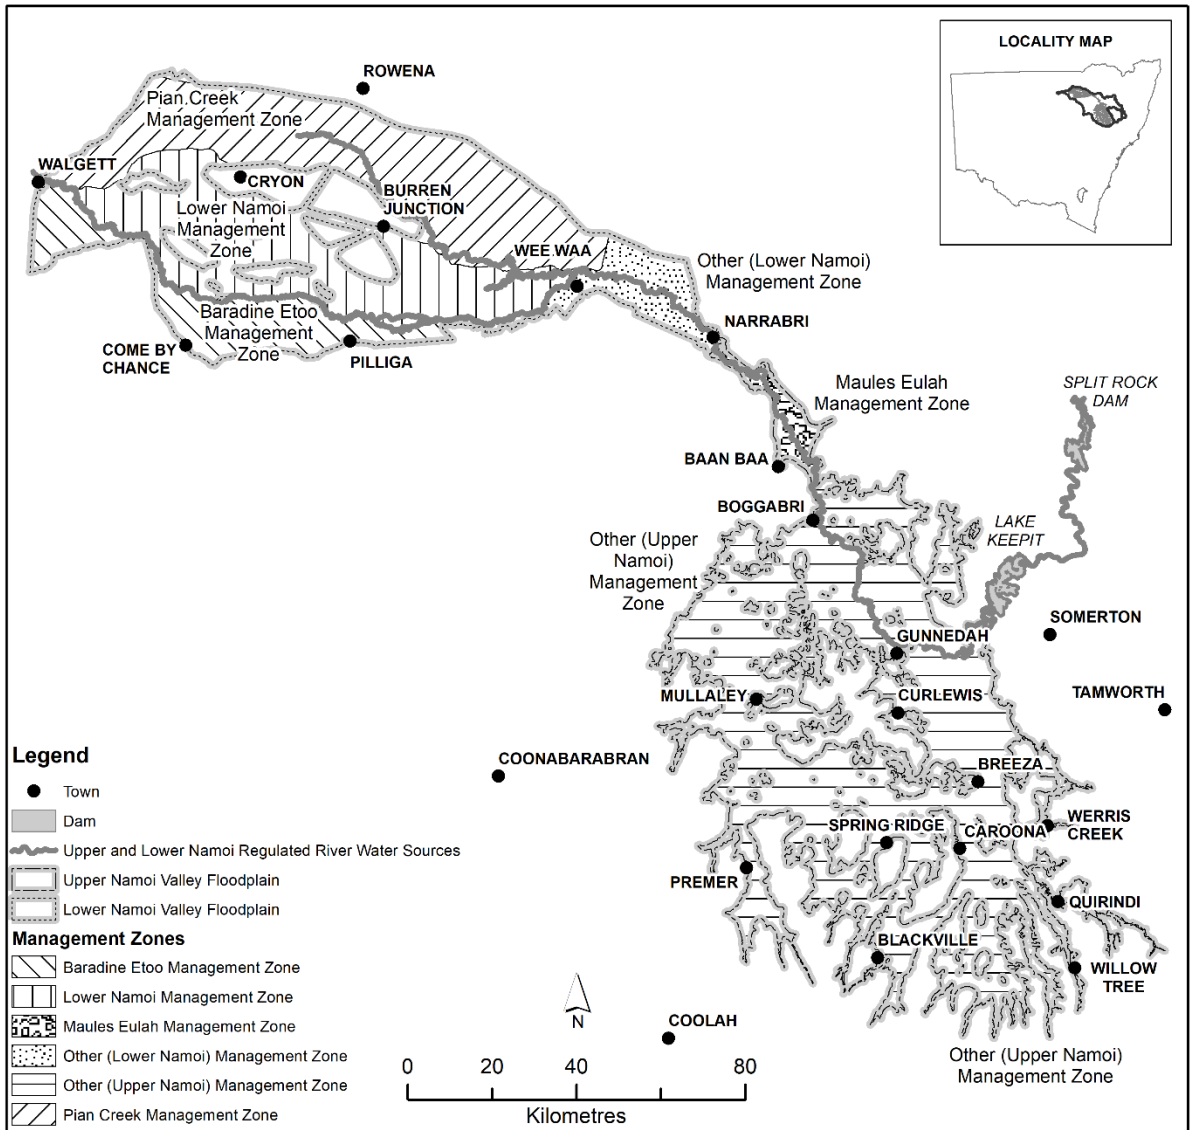 LOCALITY MAP
ROWENA
Pian Creek
Management Zone
WALGETT
CRYON
BURREN
JUNCTION
Lower Namoi
Management
Zone
WEE WAA
Other (Lower Namoi)
Management Zone
Baradine Etoo
Management
Zone
NARRABRI
COME BY
CHANCE
PILLIGA
Maules Eulah
Management Zone
SPLIT ROCK
DAM
BAAN BAA
BOGGABRI
LAKE
KEEPIT
Other (Upper
Namoi)
Management
Zone
SOMERTON
GUNNEDAH
MULLALEY
CURLEWIS
TAMWORTH
COONABARABRAN
BREEZA
SPRING RIDGE
CAROONA
WERRIS
CREEK
PREMER
QUIRINDI
BLACKVILLE
WILLOW
TREE
COOLAH
Other (Upper Namoi)
Management Zone
Legend
Town
Dam
Upper and Lower Namoi Regulated River Water Sources
Upper Namoi Valley Floodplain
Lower Namoi Valley Floodplain
Management Zones
Baradine Etoo Management Zone
Lower Namoi Management Zone
Maules Eulah Management Zone
Other (Lower Namoi) Management Zone
Other (Upper Namoi) Management Zone
Pian Creek Management Zone
N
0 20 40 80
Kilometres